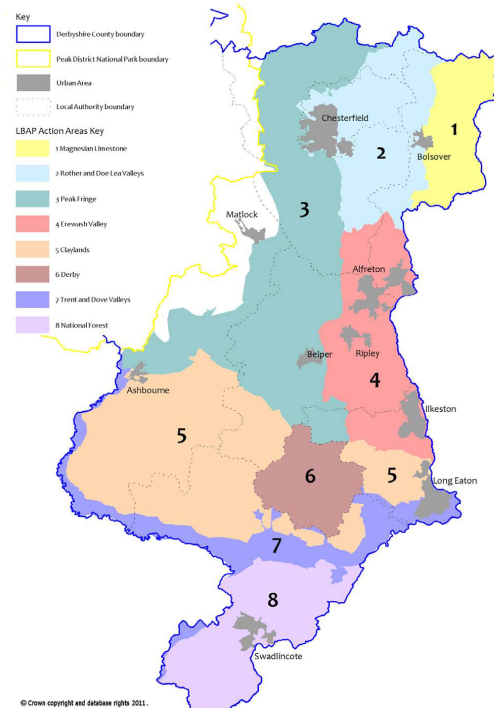 Key
Derbyshire County boundary
Peak District National Park boundary
Urban Area
Local Authority boundary
LBAP Action Areas Key
1 Magnesian Limestone
2 Rother and Doe Lea Valleys
3 Peak Fringe
4 Erewash Valley
5 Claylands
6 Derby
7 Trent and Dove Valleys
8 National Forest
Chesterfield
1
2
Bolsover
3
Matlock
Alfreton
Belper
Ripley
4
Ashbourne
Ilkeston
5
6
5
Long Eaton
7
8
Swadlincote
© Crown copyright and database rights 2011.